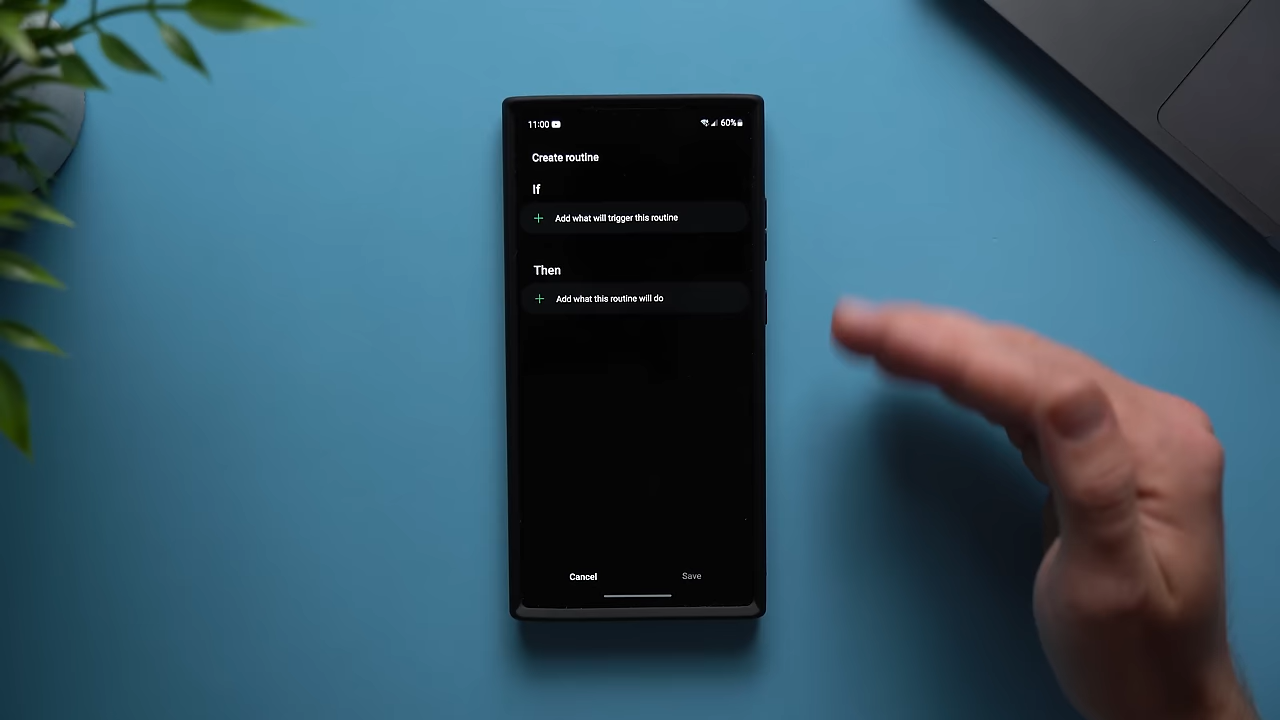 11:00 60%
Create routine
If
+ Add what will trigger this routine
Then
+ Add what this routine will do
Cancel Save